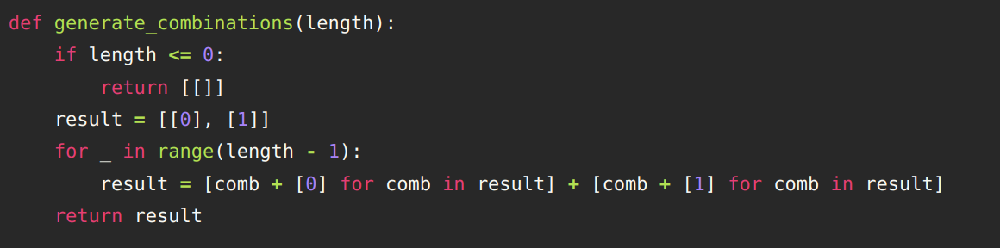 def generate_combinations(length):
    if length <= 0:
        return [[]]
    result = [[0], [1]]
    for _ in range(length - 1):
        result = [comb + [0] for comb in result] + [comb + [1] for comb in result]
    return result